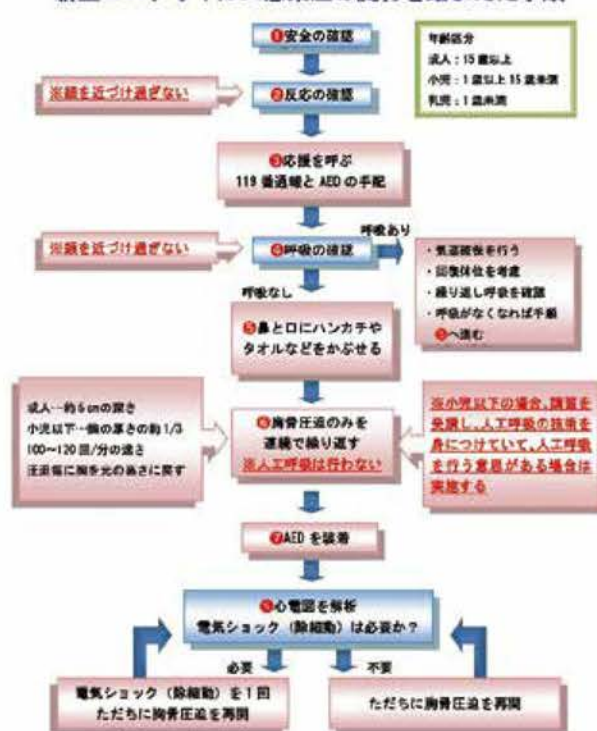 ❶安全の確認
年齢区分
成人：15歳以上
小児：1歳以上15歳未満
乳児：1歳未満
※顔を近づけ過ぎない
❷反応の確認
❸応援を呼ぶ
119番通報とAEDの手配
※顔を近づけ過ぎない
❹呼吸の確認
呼吸あり
・気道確保を行う
・回復体位を考慮
・繰り返し呼吸を確認
・呼吸がなくなれば手順
❺へ進む
呼吸なし
❺鼻と口にハンカチや
タオルなどをかぶせる
成人…約5cmの深さ
小児以下…胸の厚さの約1/3
100～120回/分の速さ
圧迫毎に胸を元の高さに戻す
❻胸骨圧迫のみを
連続で繰り返す
※人工呼吸は行わない
※小児以下の場合、講習を
受講し、人工呼吸の技術を
身につけていて、人工呼吸
を行う意思がある場合は
実施する
❼AEDを装着
❽心電図を解析
電気ショック（除細動）は必要か？
必要
不要
電気ショック（除細動）を1回
ただちに胸骨圧迫を再開
ただちに胸骨圧迫を再開